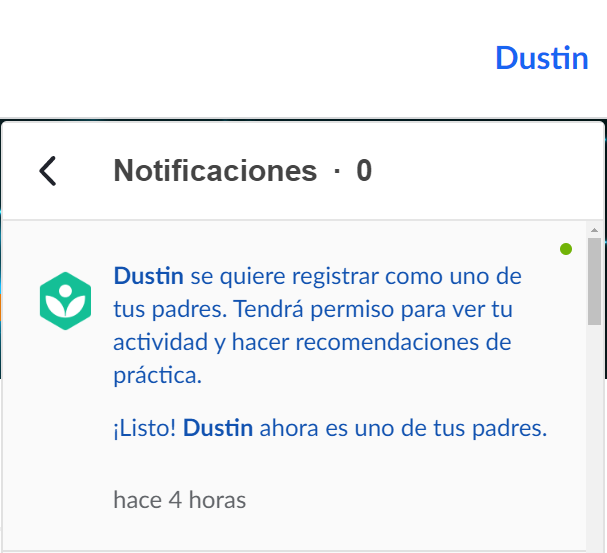 Dustin
Notificaciones · 0
Dustin se quiere registrar como uno de
tus padres. Tendrá permiso para ver tu
actividad y hacer recomendaciones de
práctica.
¡Listo! Dustin ahora es uno de tus padres.
hace 4 horas